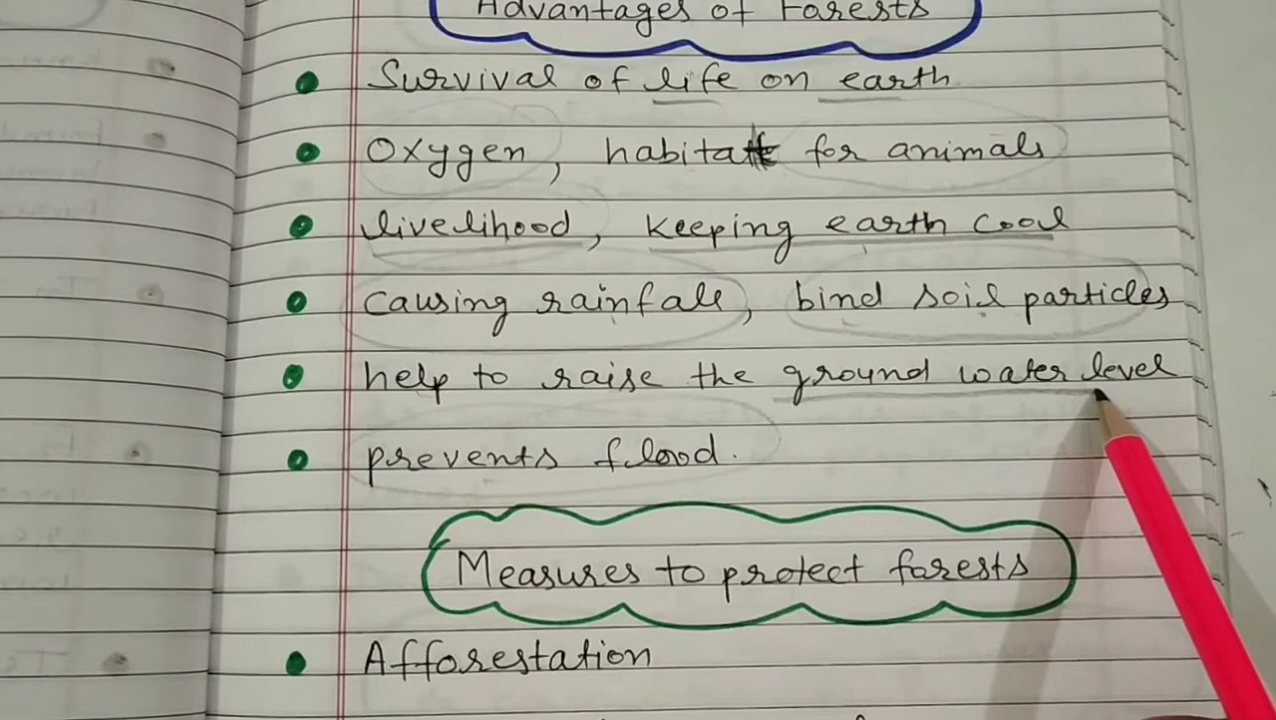 Advantages of Forests
Survival of life on earth
Oxygen, habitat for animals
livelihood, keeping earth cool
causing rainfall, bind soil particles
help to raise the ground water level
prevents flood.
Measures to protect forests
Afforestation